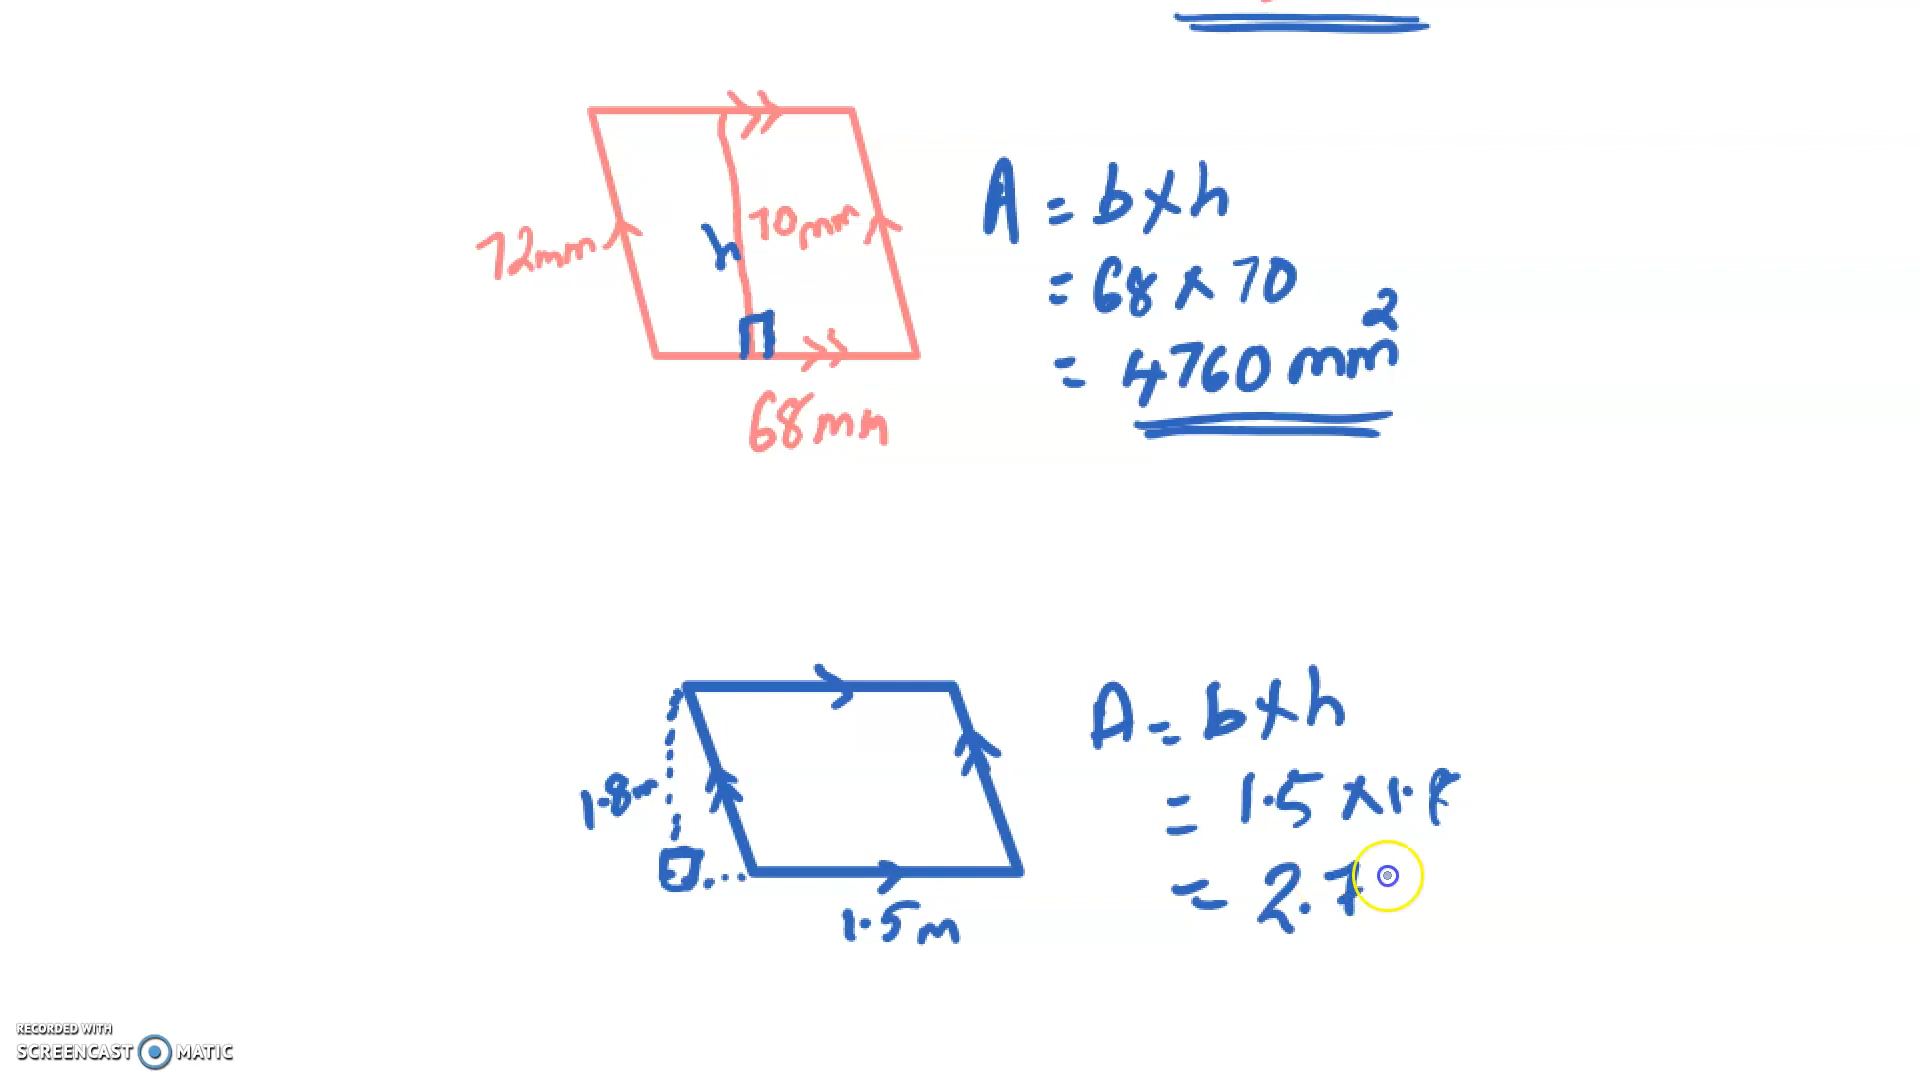 72mm
h
70mm
68mm
A = b×h
= 68 × 70
= 4760 mm²
1.8m
1.5m
A = b×h
= 1.5 ×1.8
= 2.7
RECORDED WITH
SCREENCAST MATIC